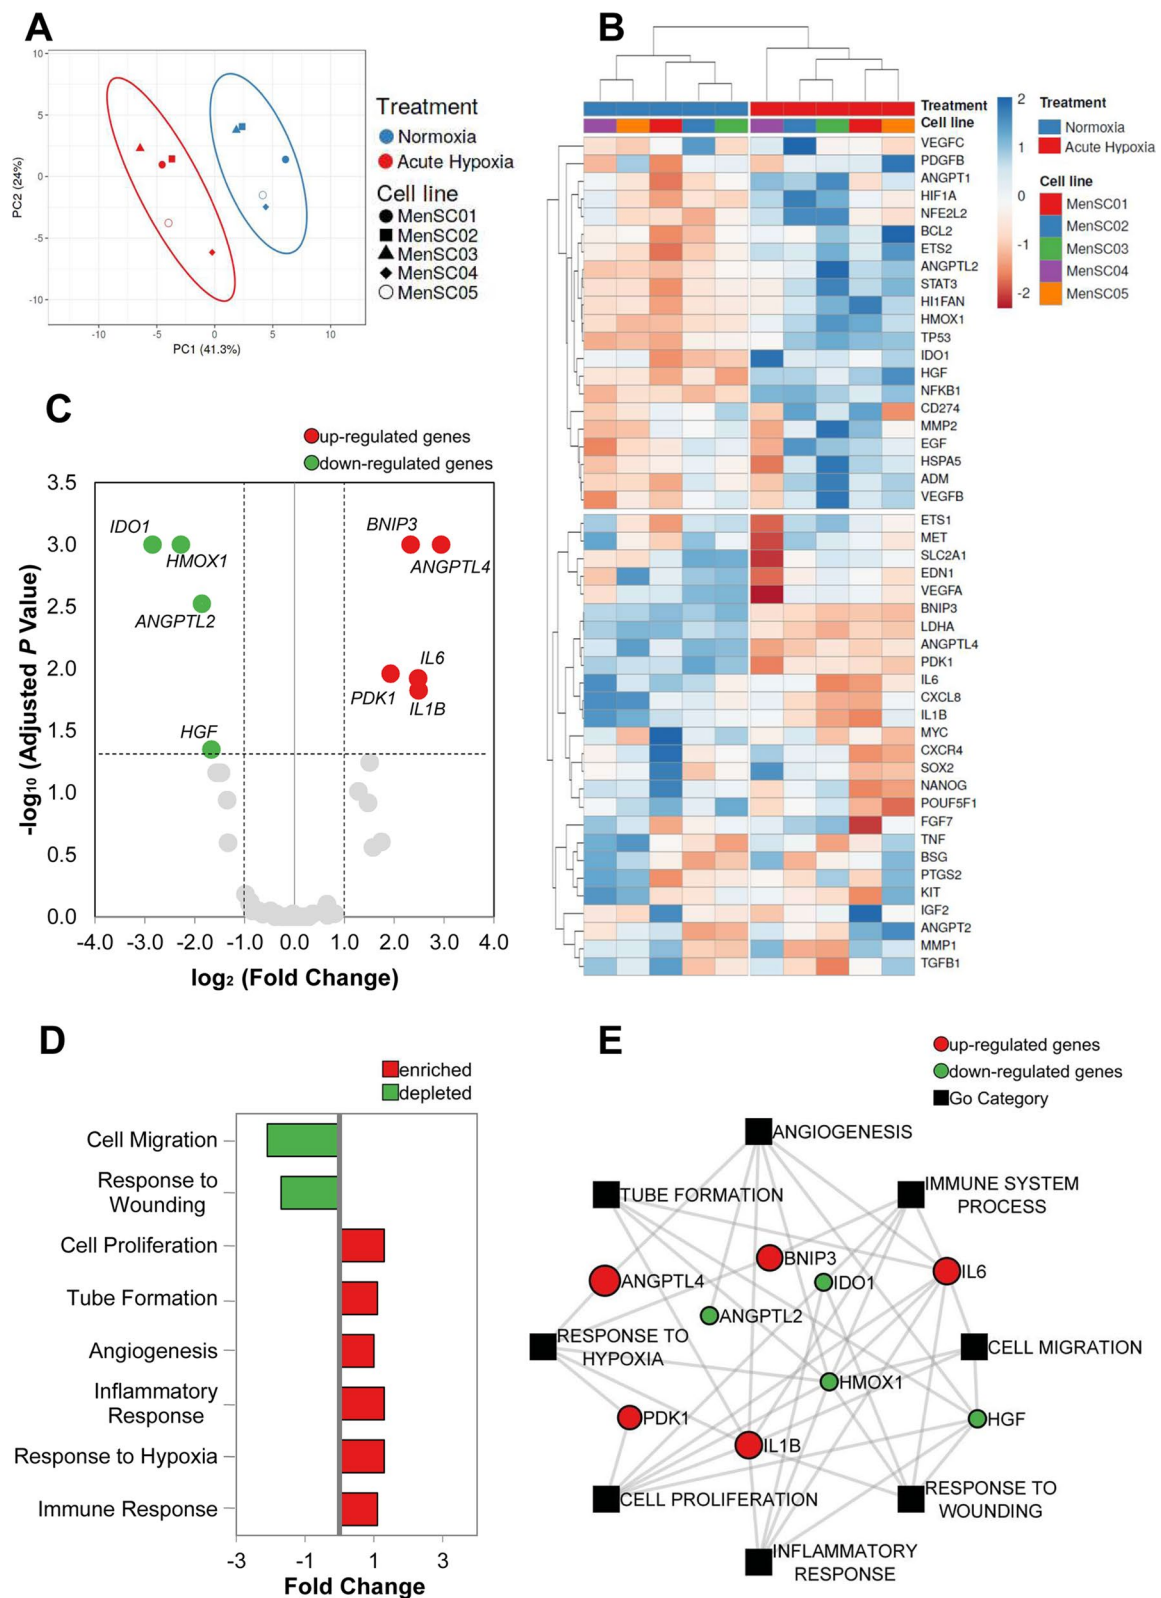 A
10
5
0
-5
-10
PC2 (24%)
-10
-5
0
5
10
PC1 (41.3%)
Treatment
Normoxia
Acute Hypoxia
Cell line
MenSC01
MenSC02
MenSC03
MenSC04
MenSC05
B
Treatment
Cell line
VEGFC
PDGFB
ANGPT1
HIF1A
NFE2L2
BCL2
ETS2
ANGPTL2
STAT3
HI1FAN
HMOX1
TP53
IDO1
HGF
NFKB1
CD274
MMP2
EGF
HSPA5
ADM
VEGFB
ETS1
MET
SLC2A1
EDN1
VEGFA
BNIP3
LDHA
ANGPTL4
PDK1
IL6
CXCL8
IL1B
MYC
CXCR4
SOX2
NANOG
POUF5F1
FGF7
TNF
BSG
PTGS2
KIT
IGF2
ANGPT2
MMP1
TGFB1
2
1
0
-1
-2
Treatment
Normoxia
Acute Hypoxia
Cell line
MenSC01
MenSC02
MenSC03
MenSC04
MenSC05
C
up-regulated genes
down-regulated genes
3.5
3.0
2.5
2.0
1.5
1.0
0.5
0.0
-log₁₀ (Adjusted P Value)
IDO1
HMOX1
ANGPTL2
HGF
BNIP3
ANGPTL4
IL6
PDK1
IL1B
-4.0
-3.0
-2.0
-1.0
0.0
1.0
2.0
3.0
4.0
log₂ (Fold Change)
D
enriched
depleted
Cell Migration
Response to
Wounding
Cell Proliferation
Tube Formation
Angiogenesis
Inflammatory
Response
Response to Hypoxia
Immune Response
-3
-1
1
3
Fold Change
E
up-regulated genes
down-regulated genes
Go Category
ANGIOGENESIS
TUBE FORMATION
IMMUNE SYSTEM
PROCESS
BNIP3
IDO1
IL6
ANGPTL4
ANGPTL2
RESPONSE TO
HYPOXIA
CELL MIGRATION
HMOX1
PDK1
HGF
IL1B
CELL PROLIFERATION
RESPONSE TO
WOUNDING
INFLAMMATORY
RESPONSE